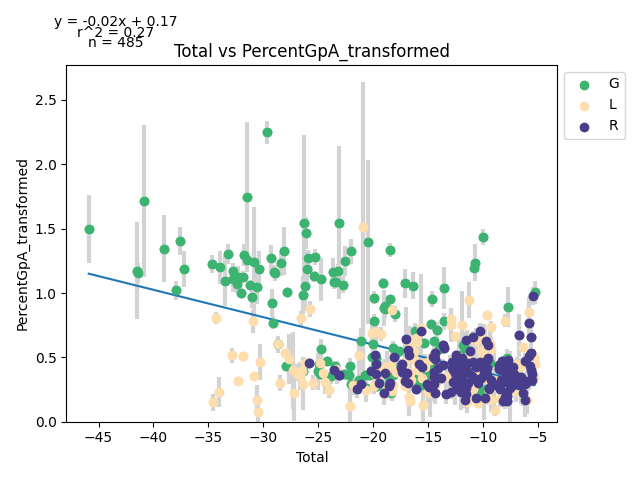 y = -0.02x + 0.17
r^2 = 0.27
n = 485
Total vs PercentGpA_transformed
G
L
R
PercentGpA_transformed
2.5
2.0
1.5
1.0
0.5
0.0
−45
−40
−35
−30
−25
−20
−15
−10
−5
Total